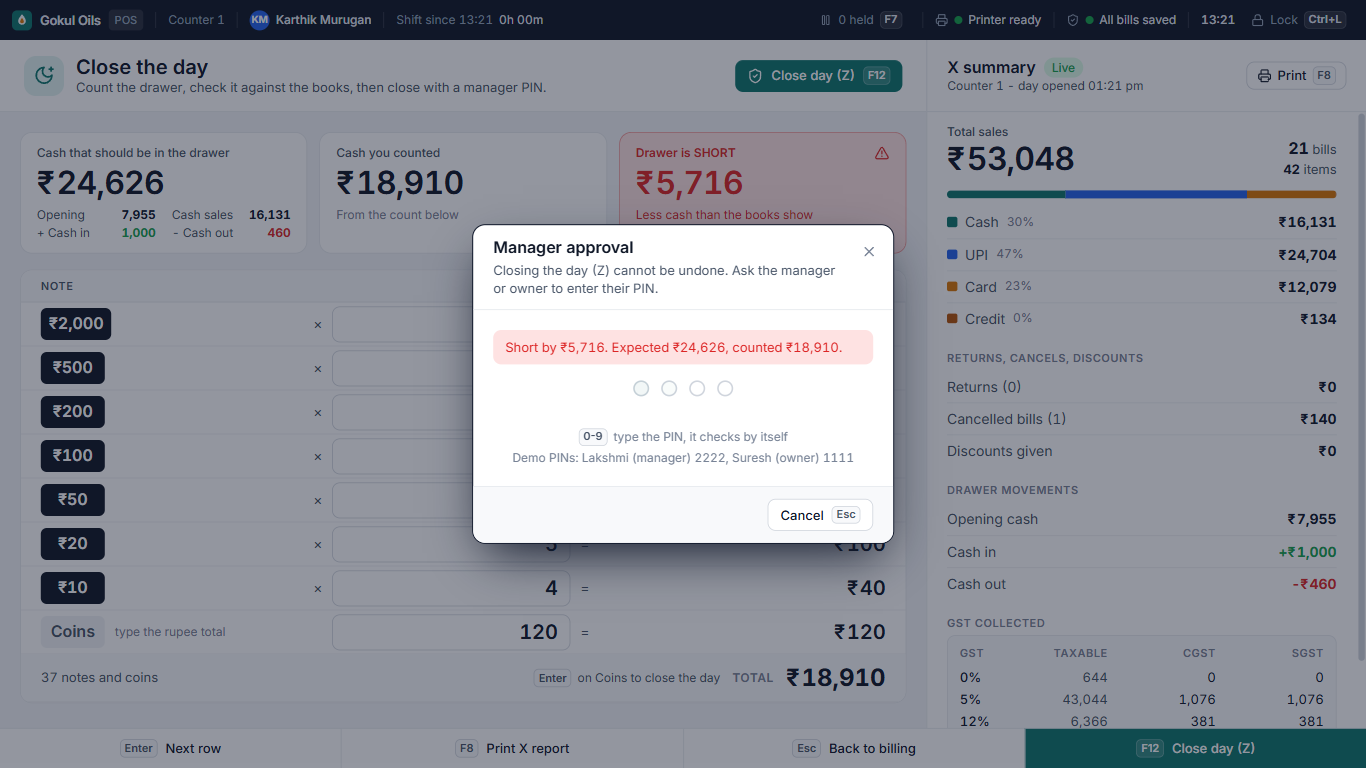 Gokul Oils POS Counter 1 KM Karthik Murugan Shift since 13:21 0h 00m 0 held F7 Printer ready All bills saved 13:21 Lock Ctrl+L
Close the day
Count the drawer, check it against the books, then close with a manager PIN.
Close day (Z) F12
X summary Live
Counter 1 - day opened 01:21 pm
Print F8
Cash that should be in the drawer
₹24,626
Opening 7,955 Cash sales 16,131
+ Cash in 1,000 - Cash out 460
Cash you counted
₹18,910
From the count below
Drawer is SHORT
₹5,716
Less cash than the books show
NOTE
₹2,000 ×
₹500 ×
₹200 ×
₹100 ×
₹50 ×
₹20 × =
₹10 × 4 = ₹40
Coins type the rupee total 120 = ₹120
37 notes and coins Enter on Coins to close the day TOTAL ₹18,910
Manager approval
Closing the day (Z) cannot be undone. Ask the manager
or owner to enter their PIN.
Short by ₹5,716. Expected ₹24,626, counted ₹18,910.
0-9 type the PIN, it checks by itself
Demo PINs: Lakshmi (manager) 2222, Suresh (owner) 1111
Cancel Esc
Total sales
₹53,048
21 bills
42 items
Cash 30% ₹16,131
UPI 47% ₹24,704
Card 23% ₹12,079
Credit 0% ₹134
RETURNS, CANCELS, DISCOUNTS
Returns (0) ₹0
Cancelled bills (1) ₹140
Discounts given ₹0
DRAWER MOVEMENTS
Opening cash ₹7,955
Cash in +₹1,000
Cash out -₹460
GST COLLECTED
GST TAXABLE CGST SGST
0% 644 0 0
5% 43,044 1,076 1,076
12% 6,366 381 381
Enter Next row F8 Print X report Esc Back to billing F12 Close day (Z)